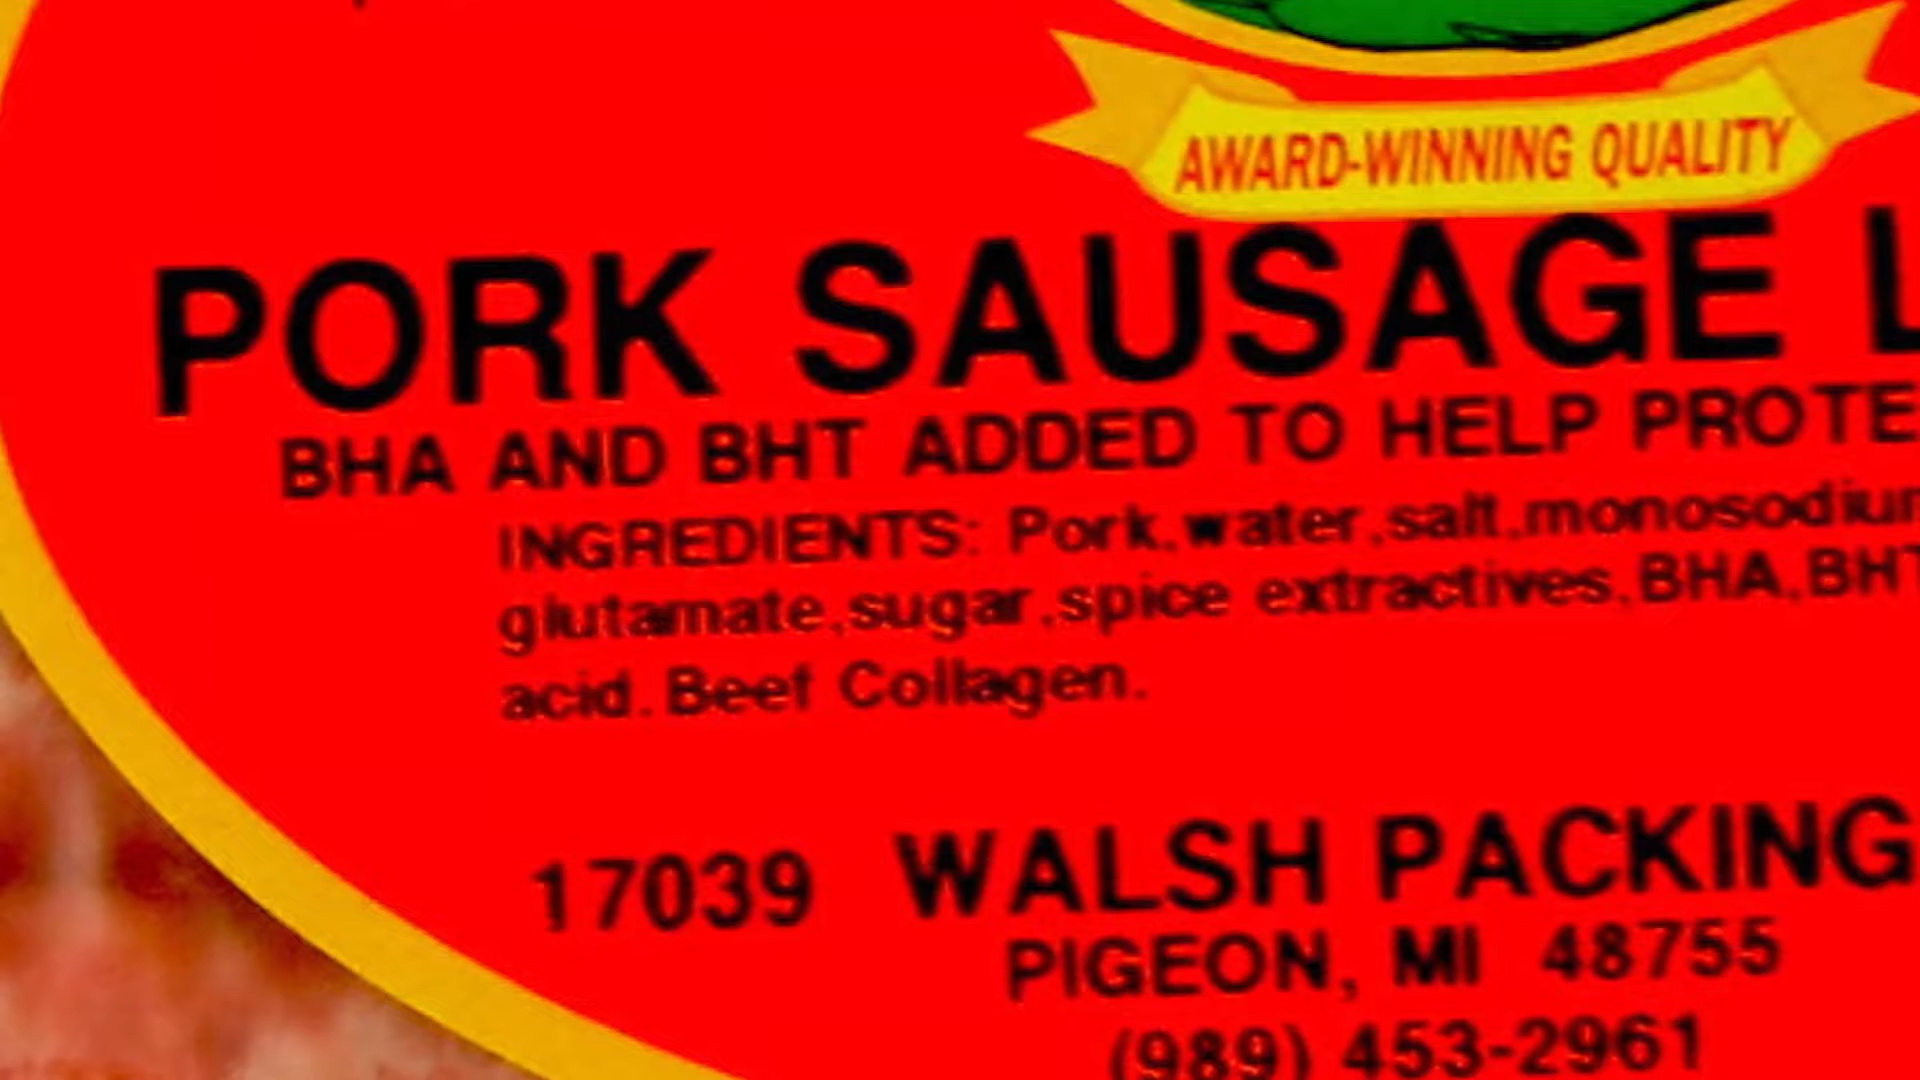 AWARD-WINNING QUALITY
PORK SAUSAGE L
BHA AND BHT ADDED TO HELP PROTE
INGREDIENTS: Pork,water,salt,monosodium
glutamate,sugar,spice extractives,BHA,BHT
acid. Beef Collagen.
17039 WALSH PACKING
PIGEON, MI 48755
(989) 453-2961